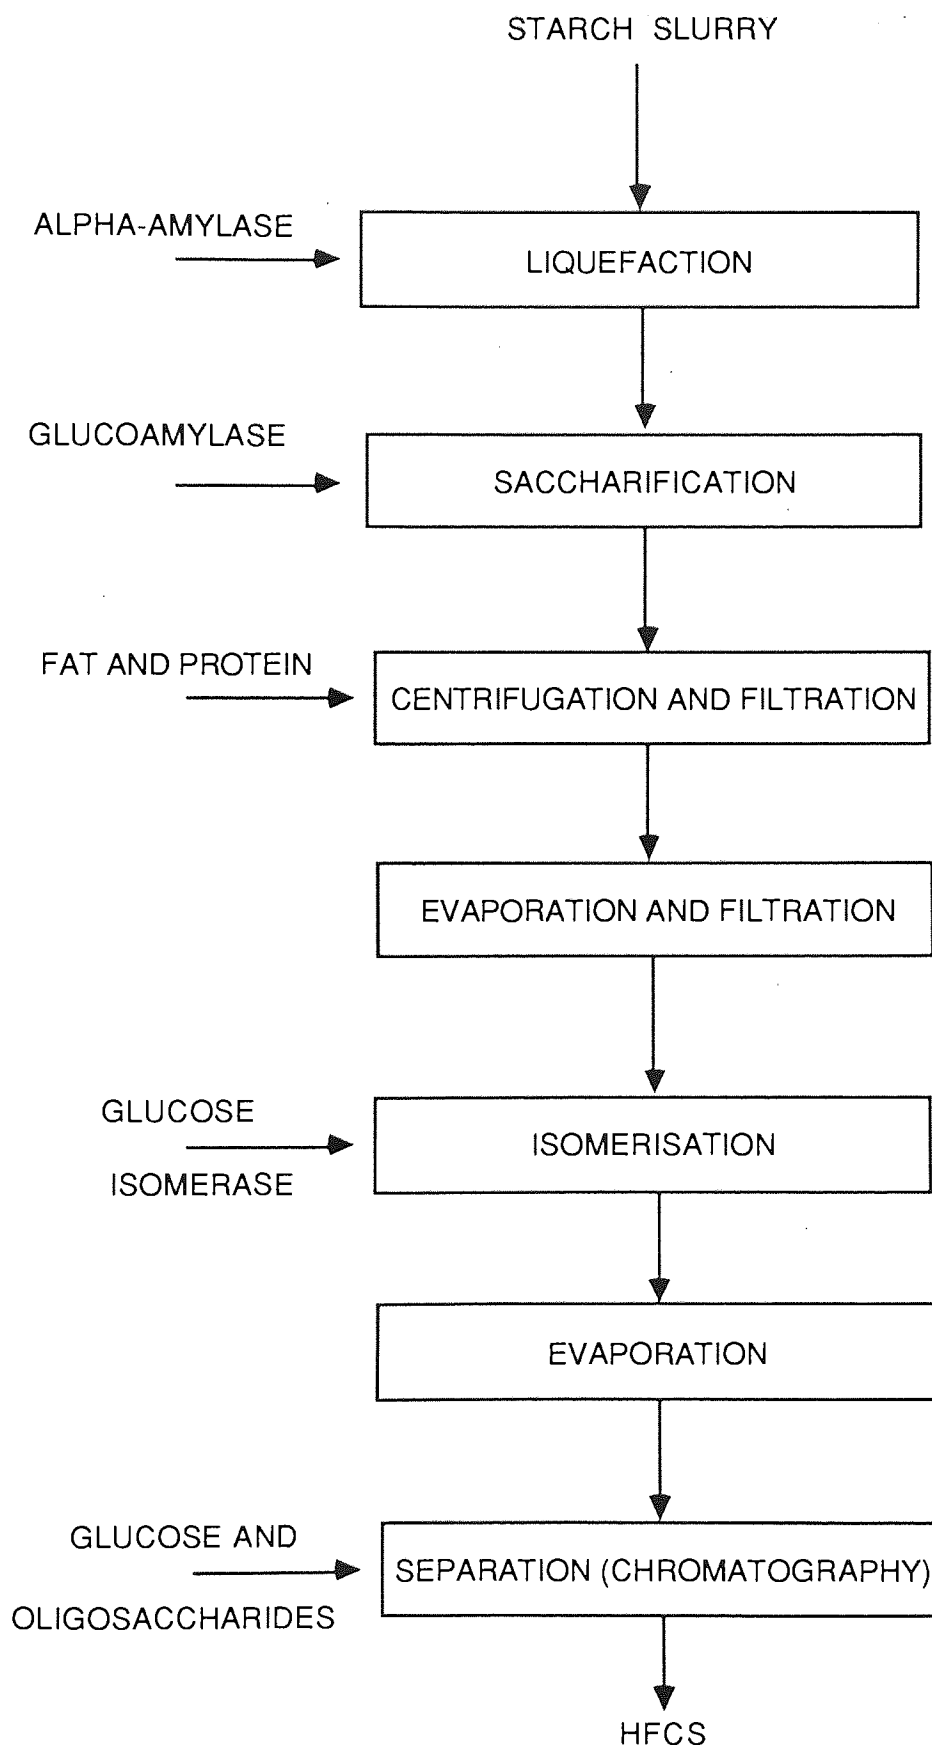 STARCH SLURRY
ALPHA-AMYLASE
LIQUEFACTION
GLUCOAMYLASE
SACCHARIFICATION
FAT AND PROTEIN
CENTRIFUGATION AND FILTRATION
EVAPORATION AND FILTRATION
GLUCOSE
ISOMERASE
ISOMERISATION
EVAPORATION
GLUCOSE AND
OLIGOSACCHARIDES
SEPARATION (CHROMATOGRAPHY)
HFCS